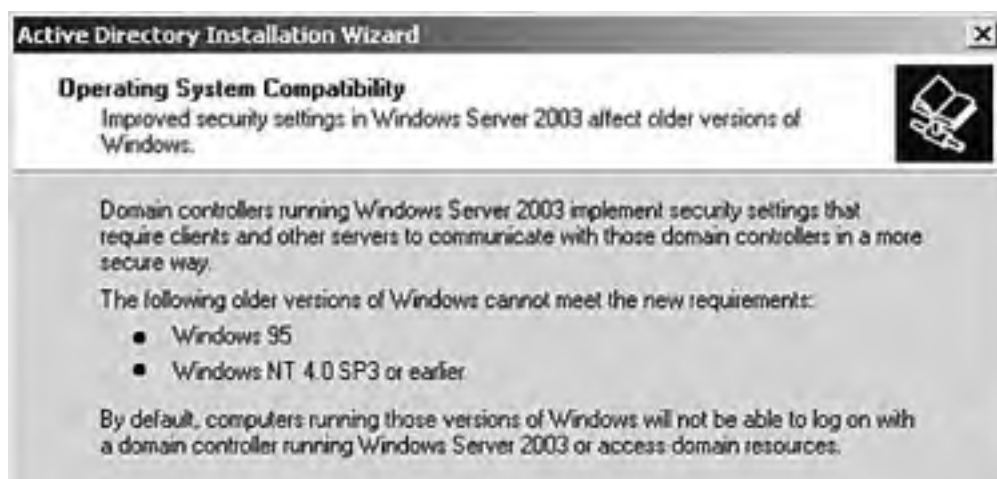 Active Directory Installation Wizard
Operating System Compatibility
Improved security settings in Windows Server 2003 affect older versions of
Windows.
Domain controllers running Windows Server 2003 implement security settings that
require clients and other servers to communicate with those domain controllers in a more
secure way.
The following older versions of Windows cannot meet the new requirements:
• Windows 95
• Windows NT 4.0 SP3 or earlier
By default, computers running those versions of Windows will not be able to log on with
a domain controller running Windows Server 2003 or access domain resources.